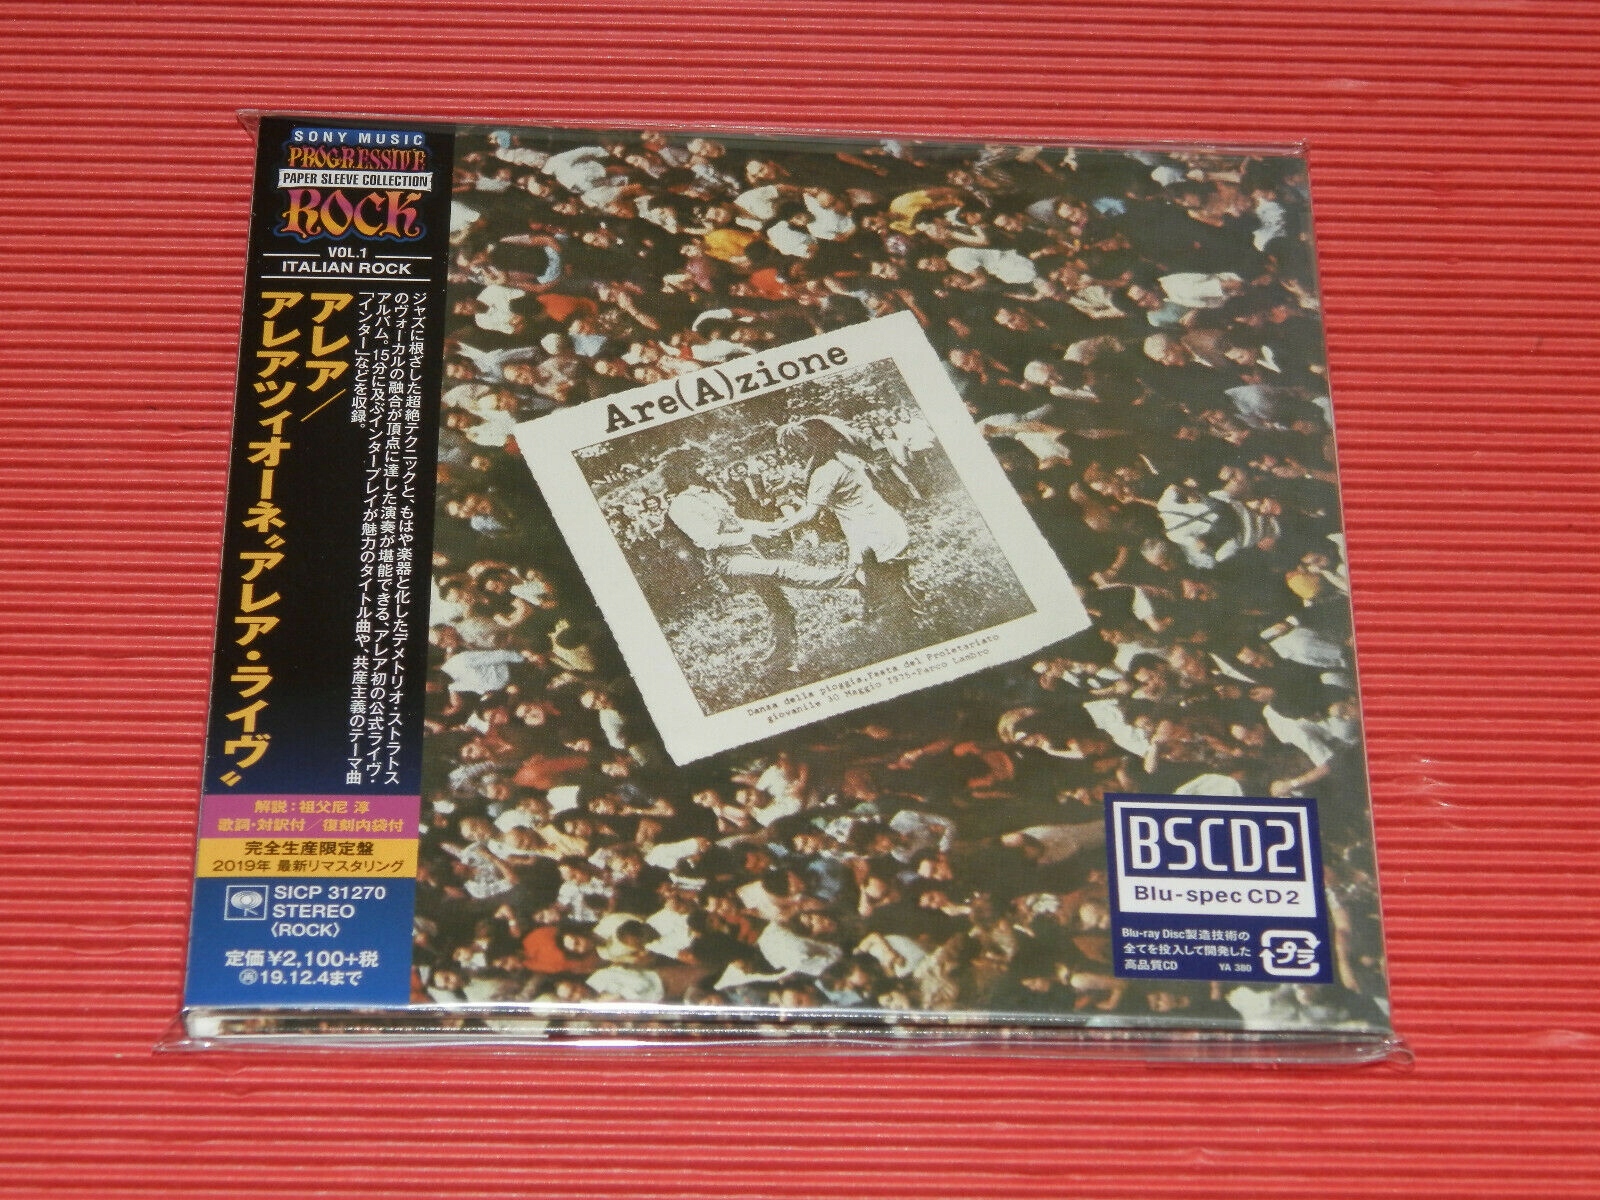 SONY MUSIC
PROGRESSIVE
PAPER SLEEVE COLLECTION
ROCK
VOL.1
ITALIAN ROCK
ジャズに根ざした超絶テクニックと、もはや楽器と化したデメトリオ・ストラトス
のヴォーカルの融合が頂点に達した演奏が堪能できる、アレア初の公式ライヴ・
アルバム。15分に及ぶインタープレイが魅力のタイトル曲や、共産主義のテーマ曲
「インター」などを収録。
アレア／
アレアツィオーネ“アレア・ライヴ”
解説：祖父尼 淳
歌詞・対訳付／復刻内袋付
完全生産限定盤
2019年 最新リマスタリング
SICP 31270
STEREO
〈ROCK〉
定価¥2,100+税
㋐19.12.4まで
Are(A)zione
Danza della pioggia,Festa del Proletariato
giovanile 30 Maggio 1975-Parco Lambro
BSCD2
Blu-spec CD 2
Blu-ray Disc製造技術の
全てを投入して開発した
高品質CD
YA 380
プラ